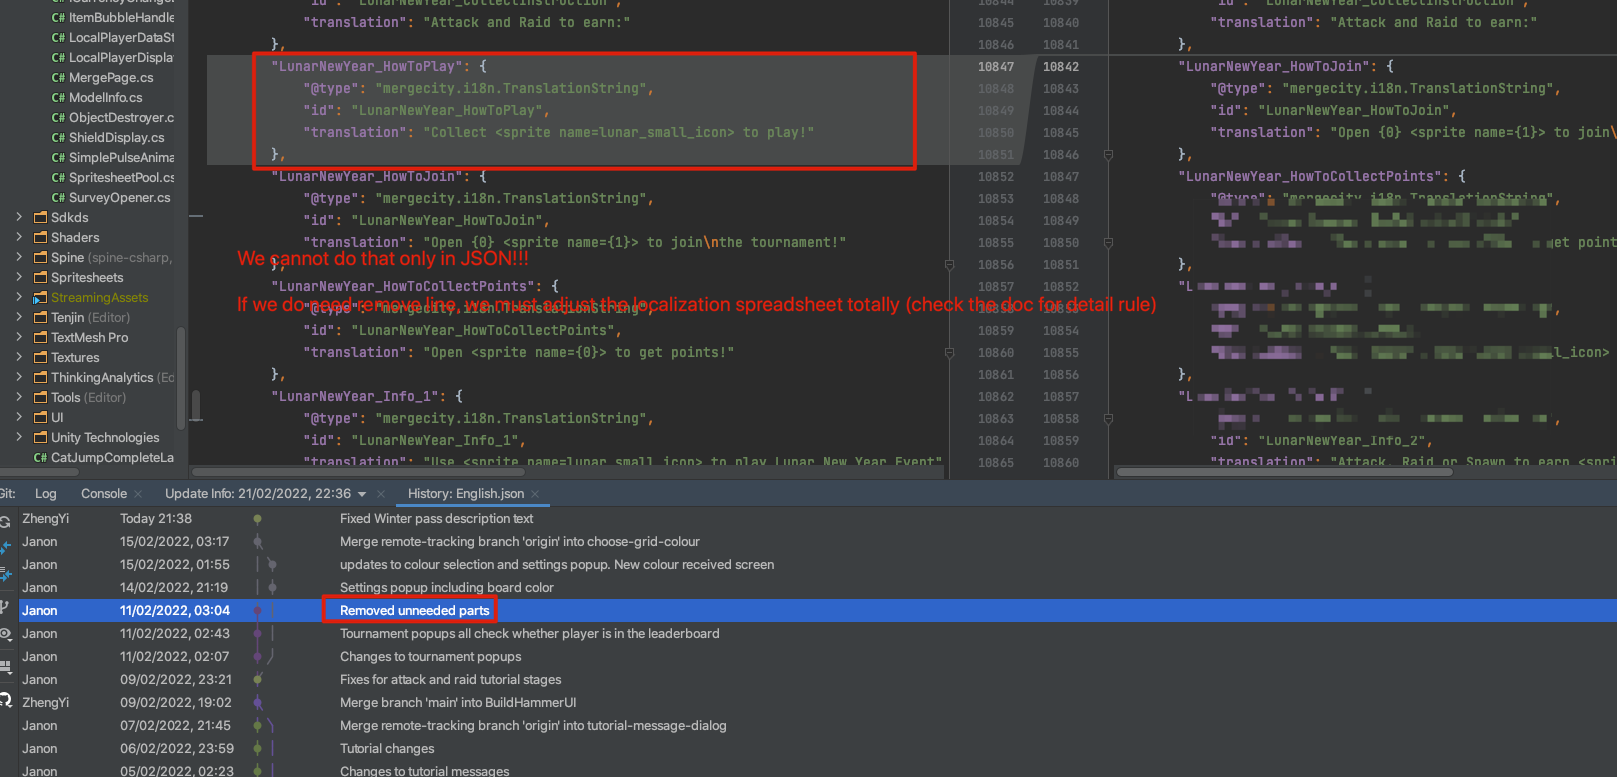 ItemBubbleHandle
LocalPlayerDataSt
LocalPlayerDispla
MergePage.cs
ModelInfo.cs
ObjectDestroyer.c
ShieldDisplay.cs
SimplePulseAnima
SpritesheetPool.cs
SurveyOpener.cs
Sdkds
Shaders
Spine (spine-csharp,
Spritesheets
StreamingAssets
Tenjin (Editor)
TextMesh Pro
Textures
ThinkingAnalytics (Ed
Tools (Editor)
UI
Unity Technologies
C# CatJumpCompleteLa
"translation": "Attack and Raid to earn:"
},
"LunarNewYear_HowToPlay": {
"@type": "mergecity.i18n.TranslationString",
"id": "LunarNewYear_HowToPlay",
"translation": "Collect <sprite name=lunar_small_icon> to play!"
},
"LunarNewYear_HowToJoin": {
"@type": "mergecity.i18n.TranslationString",
"id": "LunarNewYear_HowToJoin",
"translation": "Open {0} <sprite name={1}> to join\nthe tournament!"
},
We cannot do that only in JSON!!!
"LunarNewYear_HowToCollectPoints": {
If we do need remove line, we must adjust the localization spreadsheet totally (check the doc for detail rule)
"@type": "mergecity.i18n.TranslationString",
"id": "LunarNewYear_HowToCollectPoints",
"translation": "Open <sprite name={0}> to get points!"
},
"LunarNewYear_Info_1": {
"@type": "mergecity.i18n.TranslationString",
"id": "LunarNewYear_Info_1",
"translation": "Use <sprite name=lunar_small_icon> to play Lunar New Year Event"
10845 10840
10846 10841
10847 10842
10848 10843
10849 10844
10850 10845
10851 10846
10852 10847
10853 10848
10854 10849
10855 10850
10856 10851
10857 10852
10859 10854
10860 10855
10861 10856
10862 10857
10863 10858
10864 10859
10865 10860
"translation": "Attack and Raid to earn:"
},
"LunarNewYear_HowToJoin": {
"@type": "mergecity.i18n.TranslationString",
"id": "LunarNewYear_HowToJoin",
"translation": "Open {0} <sprite name={1}> to join\
},
"LunarNewYear_HowToCollectPoints": {
},
},
"id": "LunarNewYear_Info_2",
"translation": "Attack, Raid or Spawn to earn <spri
Git: Log Console Update Info: 21/02/2022, 22:36 History: English.json
ZhengYi Today 21:38 Fixed Winter pass description text
Janon 15/02/2022, 03:17 Merge remote-tracking branch 'origin' into choose-grid-colour
Janon 15/02/2022, 01:55 updates to colour selection and settings popup. New colour received screen
Janon 14/02/2022, 21:19 Settings popup including board color
Janon 11/02/2022, 03:04 Removed unneeded parts
Janon 11/02/2022, 02:43 Tournament popups all check whether player is in the leaderboard
Janon 11/02/2022, 02:07 Changes to tournament popups
Janon 09/02/2022, 23:21 Fixes for attack and raid tutorial stages
ZhengYi 09/02/2022, 19:02 Merge branch 'main' into BuildHammerUI
Janon 07/02/2022, 21:45 Merge remote-tracking branch 'origin' into tutorial-message-dialog
Janon 06/02/2022, 23:59 Tutorial changes
Janon 05/02/2022, 02:23 Changes to tutorial messages